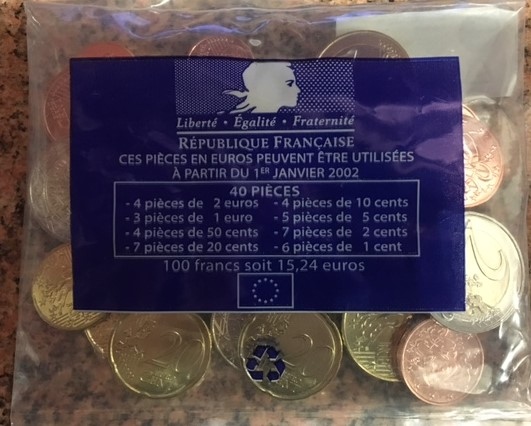 Liberté • Égalité • Fraternité
RÉPUBLIQUE FRANÇAISE
CES PIÈCES EN EUROS PEUVENT ÊTRE UTILISÉES
À PARTIR DU 1ER JANVIER 2002
40 PIÈCES
- 4 pièces de 2 euros - 4 pièces de 10 cents
- 3 pièces de 1 euro - 5 pièces de 5 cents
- 4 pièces de 50 cents - 7 pièces de 2 cents
- 7 pièces de 20 cents - 6 pièces de 1 cent
100 francs soit 15,24 euros